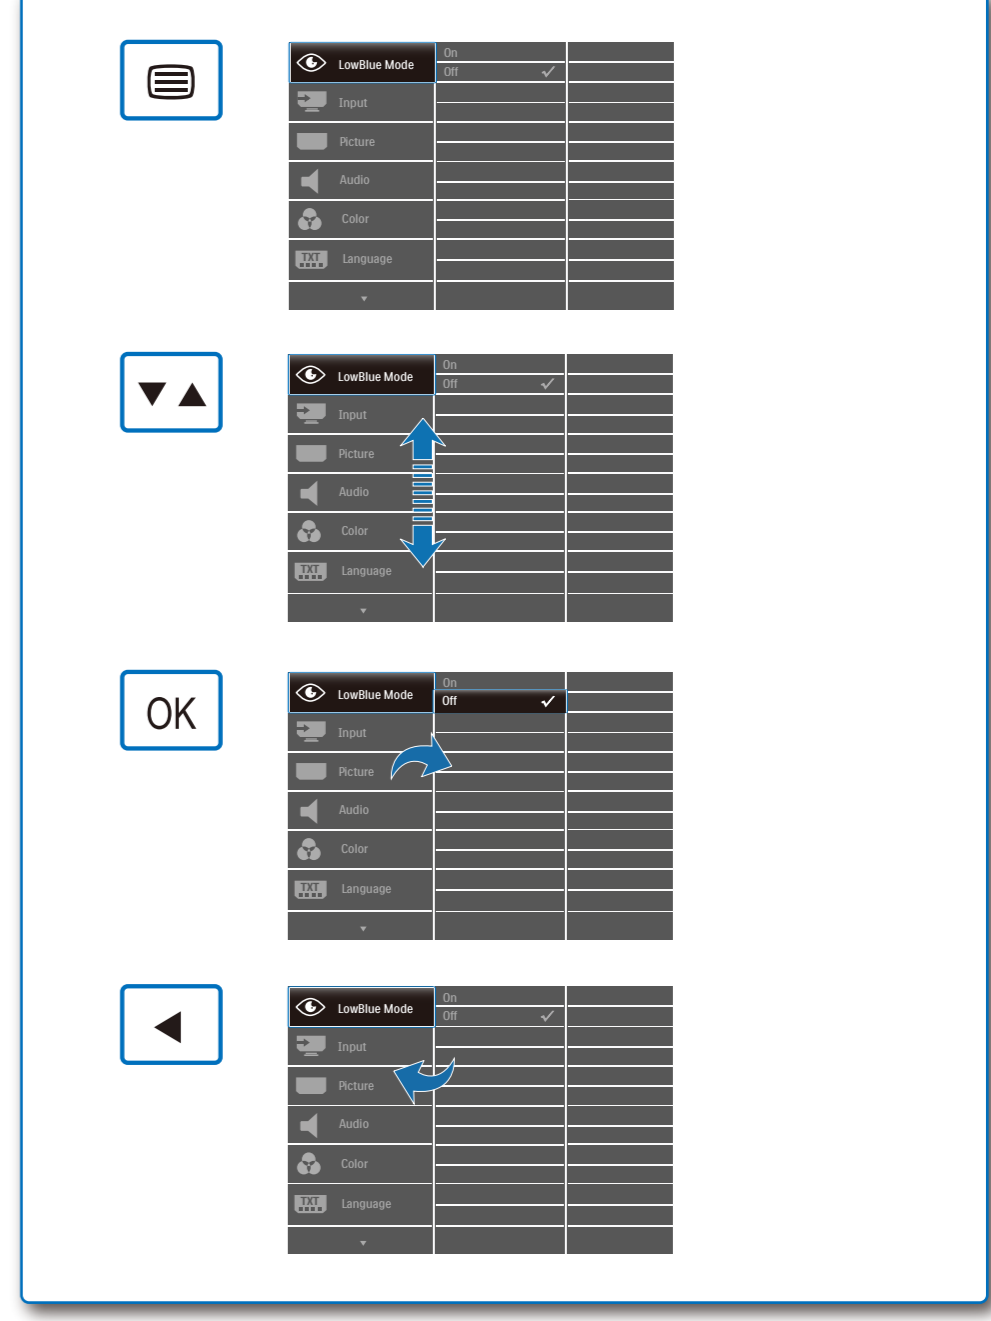 On
LowBlue Mode
Off
Input
Picture
Audio
Color
TXT
Language
On
LowBlue Mode
Off
Input
Picture
Audio
Color
TXT
Language
OK
On
LowBlue Mode
Off
Input
Picture
Audio
Color
TXT
Language
On
LowBlue Mode
Off
Input
Picture
Audio
Color
TXT
Language